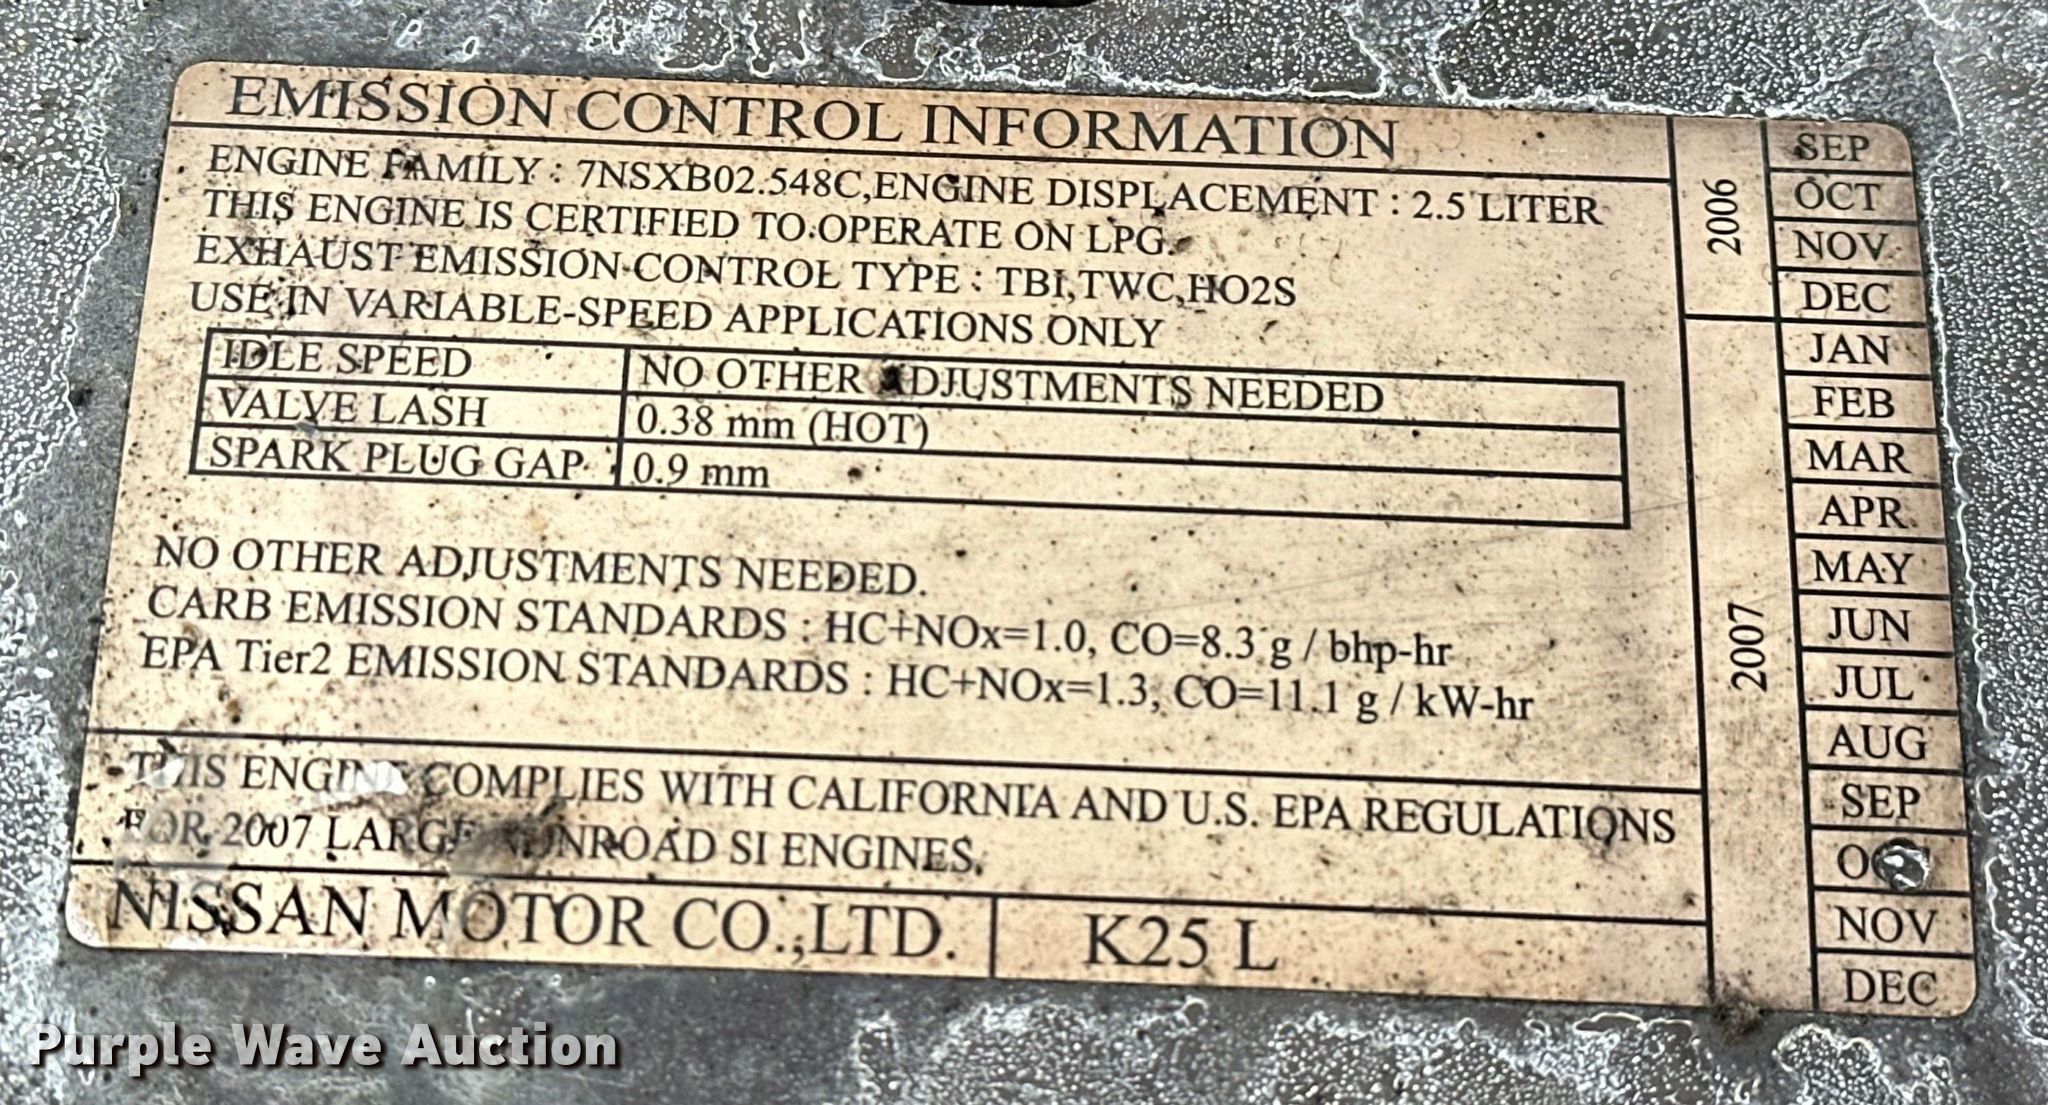 EMISSION CONTROL INFORMATION
ENGINE FAMILY : 7NSXB02.548C,ENGINE DISPLACEMENT : 2.5 LITER
THIS ENGINE IS CERTIFIED TO OPERATE ON LPG.
EXHAUST EMISSION CONTROL TYPE : TBI,TWC,HO2S
USE IN VARIABLE-SPEED APPLICATIONS ONLY
IDLE SPEED NO OTHER ADJUSTMENTS NEEDED
VALVE LASH 0.38 mm (HOT)
SPARK PLUG GAP 0.9 mm
NO OTHER ADJUSTMENTS NEEDED.
CARB EMISSION STANDARDS : HC+NOx=1.0, CO=8.3 g / bhp-hr
EPA Tier2 EMISSION STANDARDS : HC+NOx=1.3, CO=11.1 g / kW-hr
THIS ENGINE COMPLIES WITH CALIFORNIA AND U.S. EPA REGULATIONS
FOR 2007 LARGE NONROAD SI ENGINES.
NISSAN MOTOR CO.,LTD. K25 L
2006
SEP
OCT
NOV
DEC
2007
JAN
FEB
MAR
APR
MAY
JUN
JUL
AUG
SEP
OCT
NOV
DEC
Purple Wave Auction